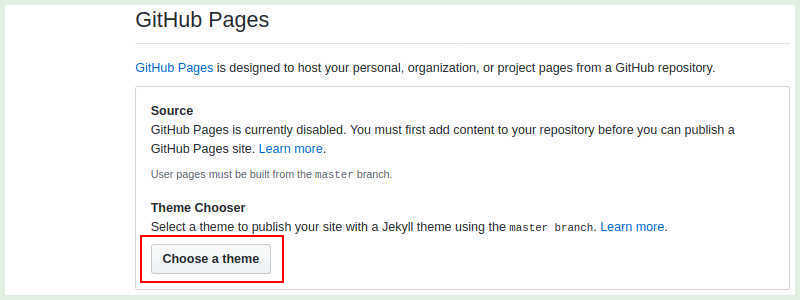 GitHub Pages
GitHub Pages is designed to host your personal, organization, or project pages from a GitHub repository.
Source
GitHub Pages is currently disabled. You must first add content to your repository before you can publish a
GitHub Pages site. Learn more.
User pages must be built from the master branch.
Theme Chooser
Select a theme to publish your site with a Jekyll theme using the master branch. Learn more.
Choose a theme